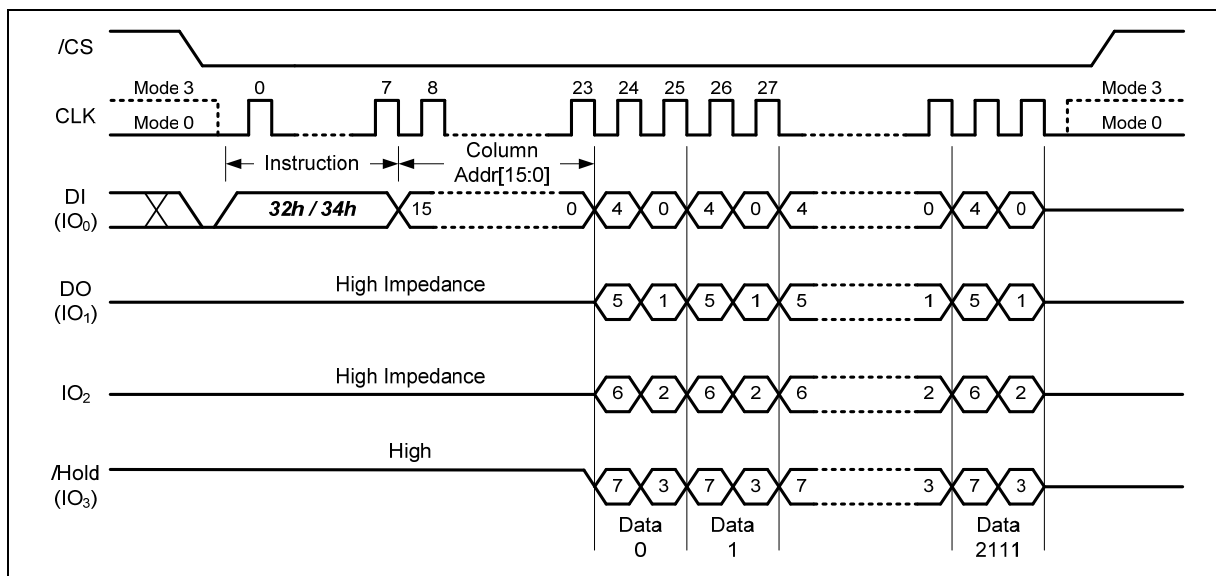 /CS
Mode 3 0 7 8 23 24 25 26 27 Mode 3
CLK
Mode 0 Mode 0
Instruction Column
Addr[15:0]
DI
(IO0) 32h / 34h 15 0 4 0 4 0 4 0 4 0
DO
(IO1) High Impedance 5 1 5 1 5 1 5 1
IO2 High Impedance 6 2 6 2 6 2 6 2
/Hold
(IO3) High 7 3 7 3 7 3 7 3
Data
0
Data
1
Data
2111